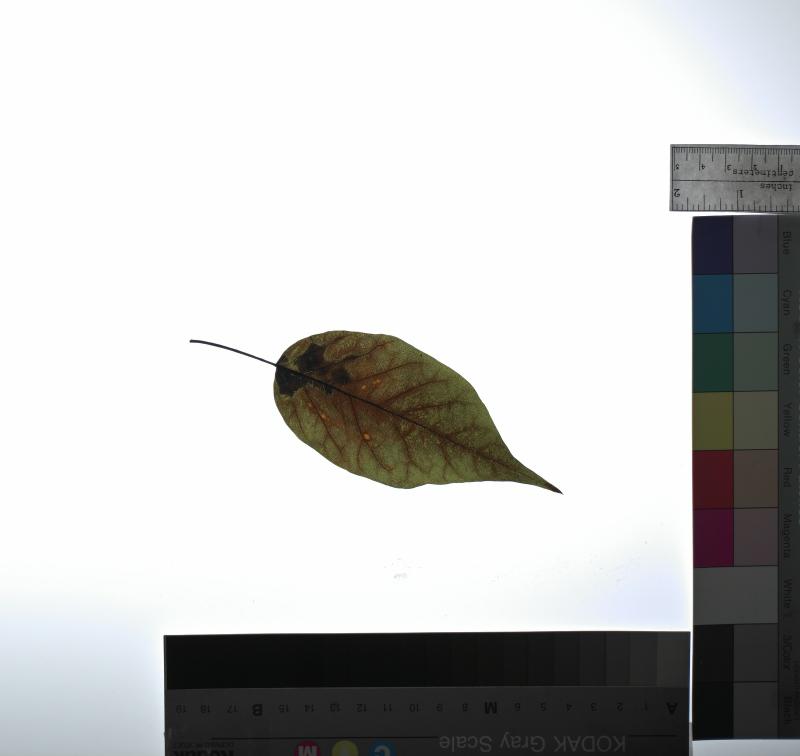 5 4 3 2 1
centimeters
inches
2 1
Blue
Cyan
Green
Yellow
Red
Magenta
White
3/Color
Black
KODAK Gray Scale
A 1 2 3 4 5 6 M 8 9 10 11 12 13 14 15 B 17 18 19
C Y M
Kodak